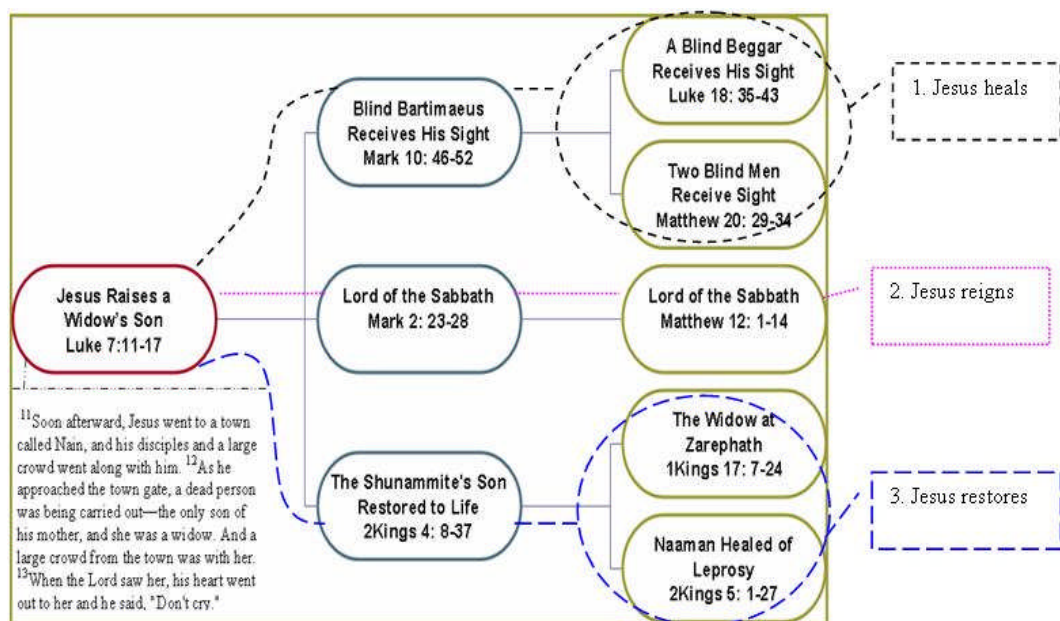 A Blind Beggar
Receives His Sight
Luke 18: 35-43
1. Jesus heals
Blind Bartimaeus
Receives His Sight
Mark 10: 46-52
Two Blind Men
Receive Sight
Matthew 20: 29-34
Jesus Raises a
Widow's Son
Luke 7:11-17
Lord of the Sabbath
Mark 2: 23-28
Lord of the Sabbath
Matthew 12: 1-14
2. Jesus reigns
11Soon afterward, Jesus went to a town
called Nain, and his disciples and a large
crowd went along with him. 12As he
approached the town gate, a dead person
was being carried out—the only son of
his mother, and she was a widow. And a
large crowd from the town was with her.
13When the Lord saw her, his heart went
out to her and he said, "Don't cry."
The Shunammite's Son
Restored to Life
2Kings 4: 8-37
The Widow at
Zarephath
1Kings 17: 7-24
Naaman Healed of
Leprosy
2Kings 5: 1-27
3. Jesus restores